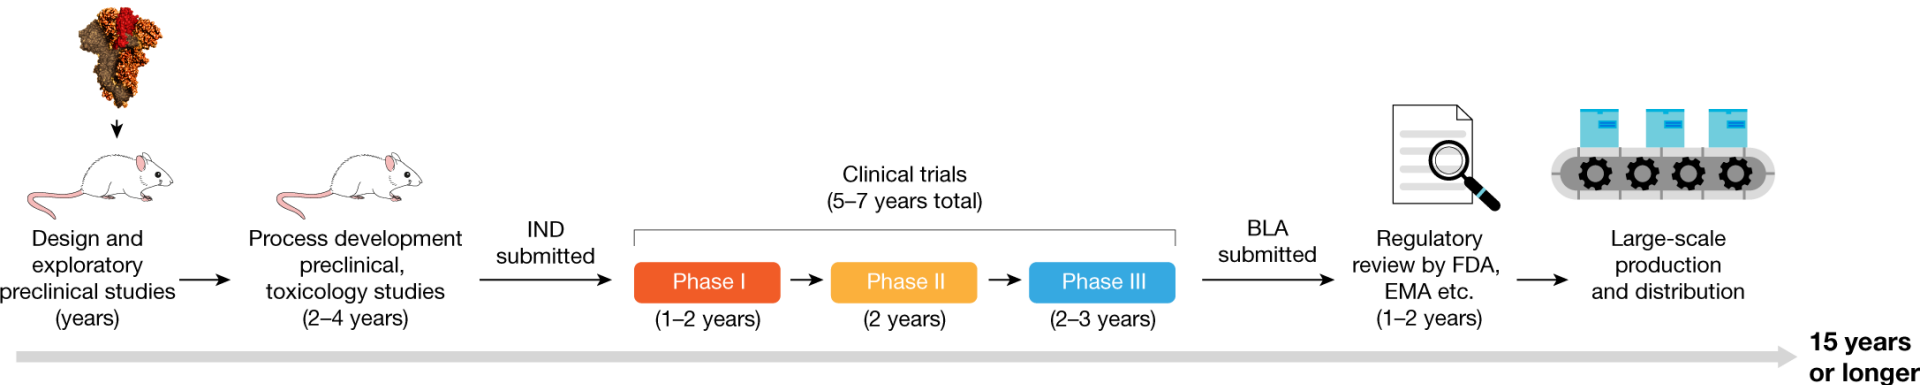 Design and
exploratory
preclinical studies
(years)
Process development
preclinical,
toxicology studies
(2–4 years)
IND
submitted
Clinical trials
(5–7 years total)
Phase I
(1–2 years)
Phase II
(2 years)
Phase III
(2–3 years)
BLA
submitted
Regulatory
review by FDA,
EMA etc.
(1–2 years)
Large-scale
production
and distribution
15 years
or longer